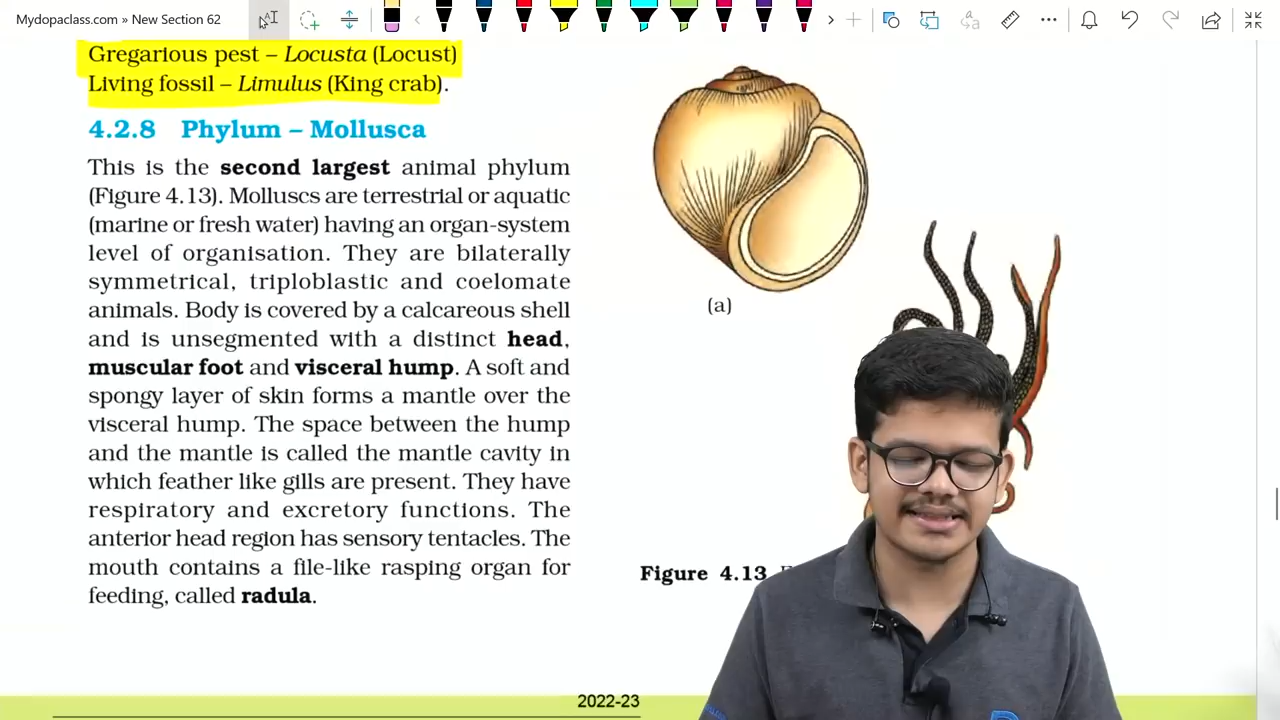 Mydopaclass.com » New Section 62
Gregarious pest – Locusta (Locust)
Living fossil – Limulus (King crab).
4.2.8 Phylum – Mollusca
This is the second largest animal phylum
(Figure 4.13). Molluscs are terrestrial or aquatic
(marine or fresh water) having an organ-system
level of organisation. They are bilaterally
symmetrical, triploblastic and coelomate
animals. Body is covered by a calcareous shell
and is unsegmented with a distinct head,
muscular foot and visceral hump. A soft and
spongy layer of skin forms a mantle over the
visceral hump. The space between the hump
and the mantle is called the mantle cavity in
which feather like gills are present. They have
respiratory and excretory functions. The
anterior head region has sensory tentacles. The
mouth contains a file-like rasping organ for
feeding, called radula.
(a)
Figure 4.13
2022-23